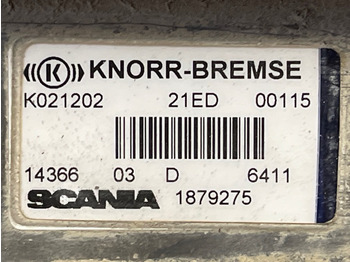 KNORR-BREMSE
K021202 21ED 00115
14366 03 D 6411
SCANIA 1879275